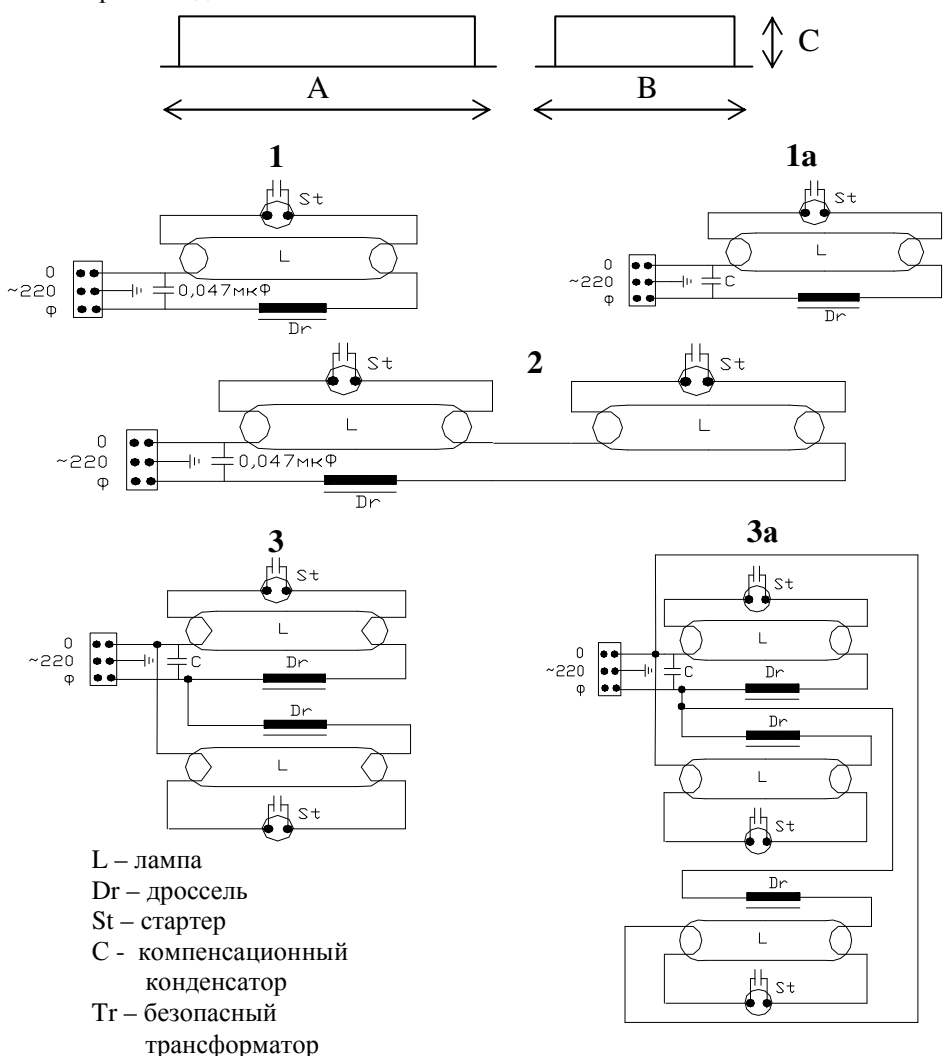 A
B
C
1
St
L
0
~220
Ф
0,047мкФ
Dr
1а
St
L
0
~220
Ф
C
Dr
2
St
St
L
L
0
~220
Ф
0,047мкФ
Dr
3
St
L
0
~220
Ф
C
Dr
Dr
L
St
3а
St
L
0
~220
Ф
C
Dr
Dr
L
St
Dr
L
St
L – лампа
Dr – дроссель
St – стартер
C - компенсационный
конденсатор
Tr – безопасный
трансформатор